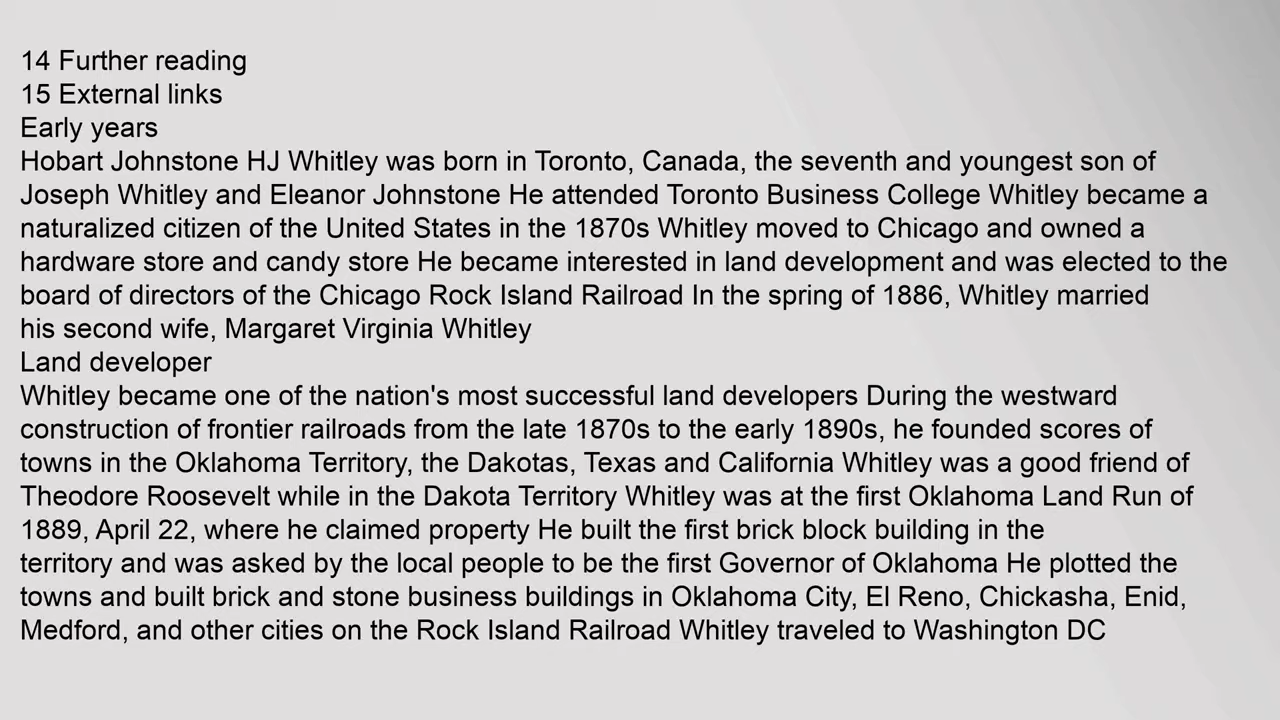 14 Further reading
15 External links
Early years
Hobart Johnstone HJ Whitley was born in Toronto, Canada, the seventh and youngest son of
Joseph Whitley and Eleanor Johnstone He attended Toronto Business College Whitley became a
naturalized citizen of the United States in the 1870s Whitley moved to Chicago and owned a
hardware store and candy store He became interested in land development and was elected to the
board of directors of the Chicago Rock Island Railroad In the spring of 1886, Whitley married
his second wife, Margaret Virginia Whitley
Land developer
Whitley became one of the nation's most successful land developers During the westward
construction of frontier railroads from the late 1870s to the early 1890s, he founded scores of
towns in the Oklahoma Territory, the Dakotas, Texas and California Whitley was a good friend of
Theodore Roosevelt while in the Dakota Territory Whitley was at the first Oklahoma Land Run of
1889, April 22, where he claimed property He built the first brick block building in the
territory and was asked by the local people to be the first Governor of Oklahoma He plotted the
towns and built brick and stone business buildings in Oklahoma City, El Reno, Chickasha, Enid,
Medford, and other cities on the Rock Island Railroad Whitley traveled to Washington DC